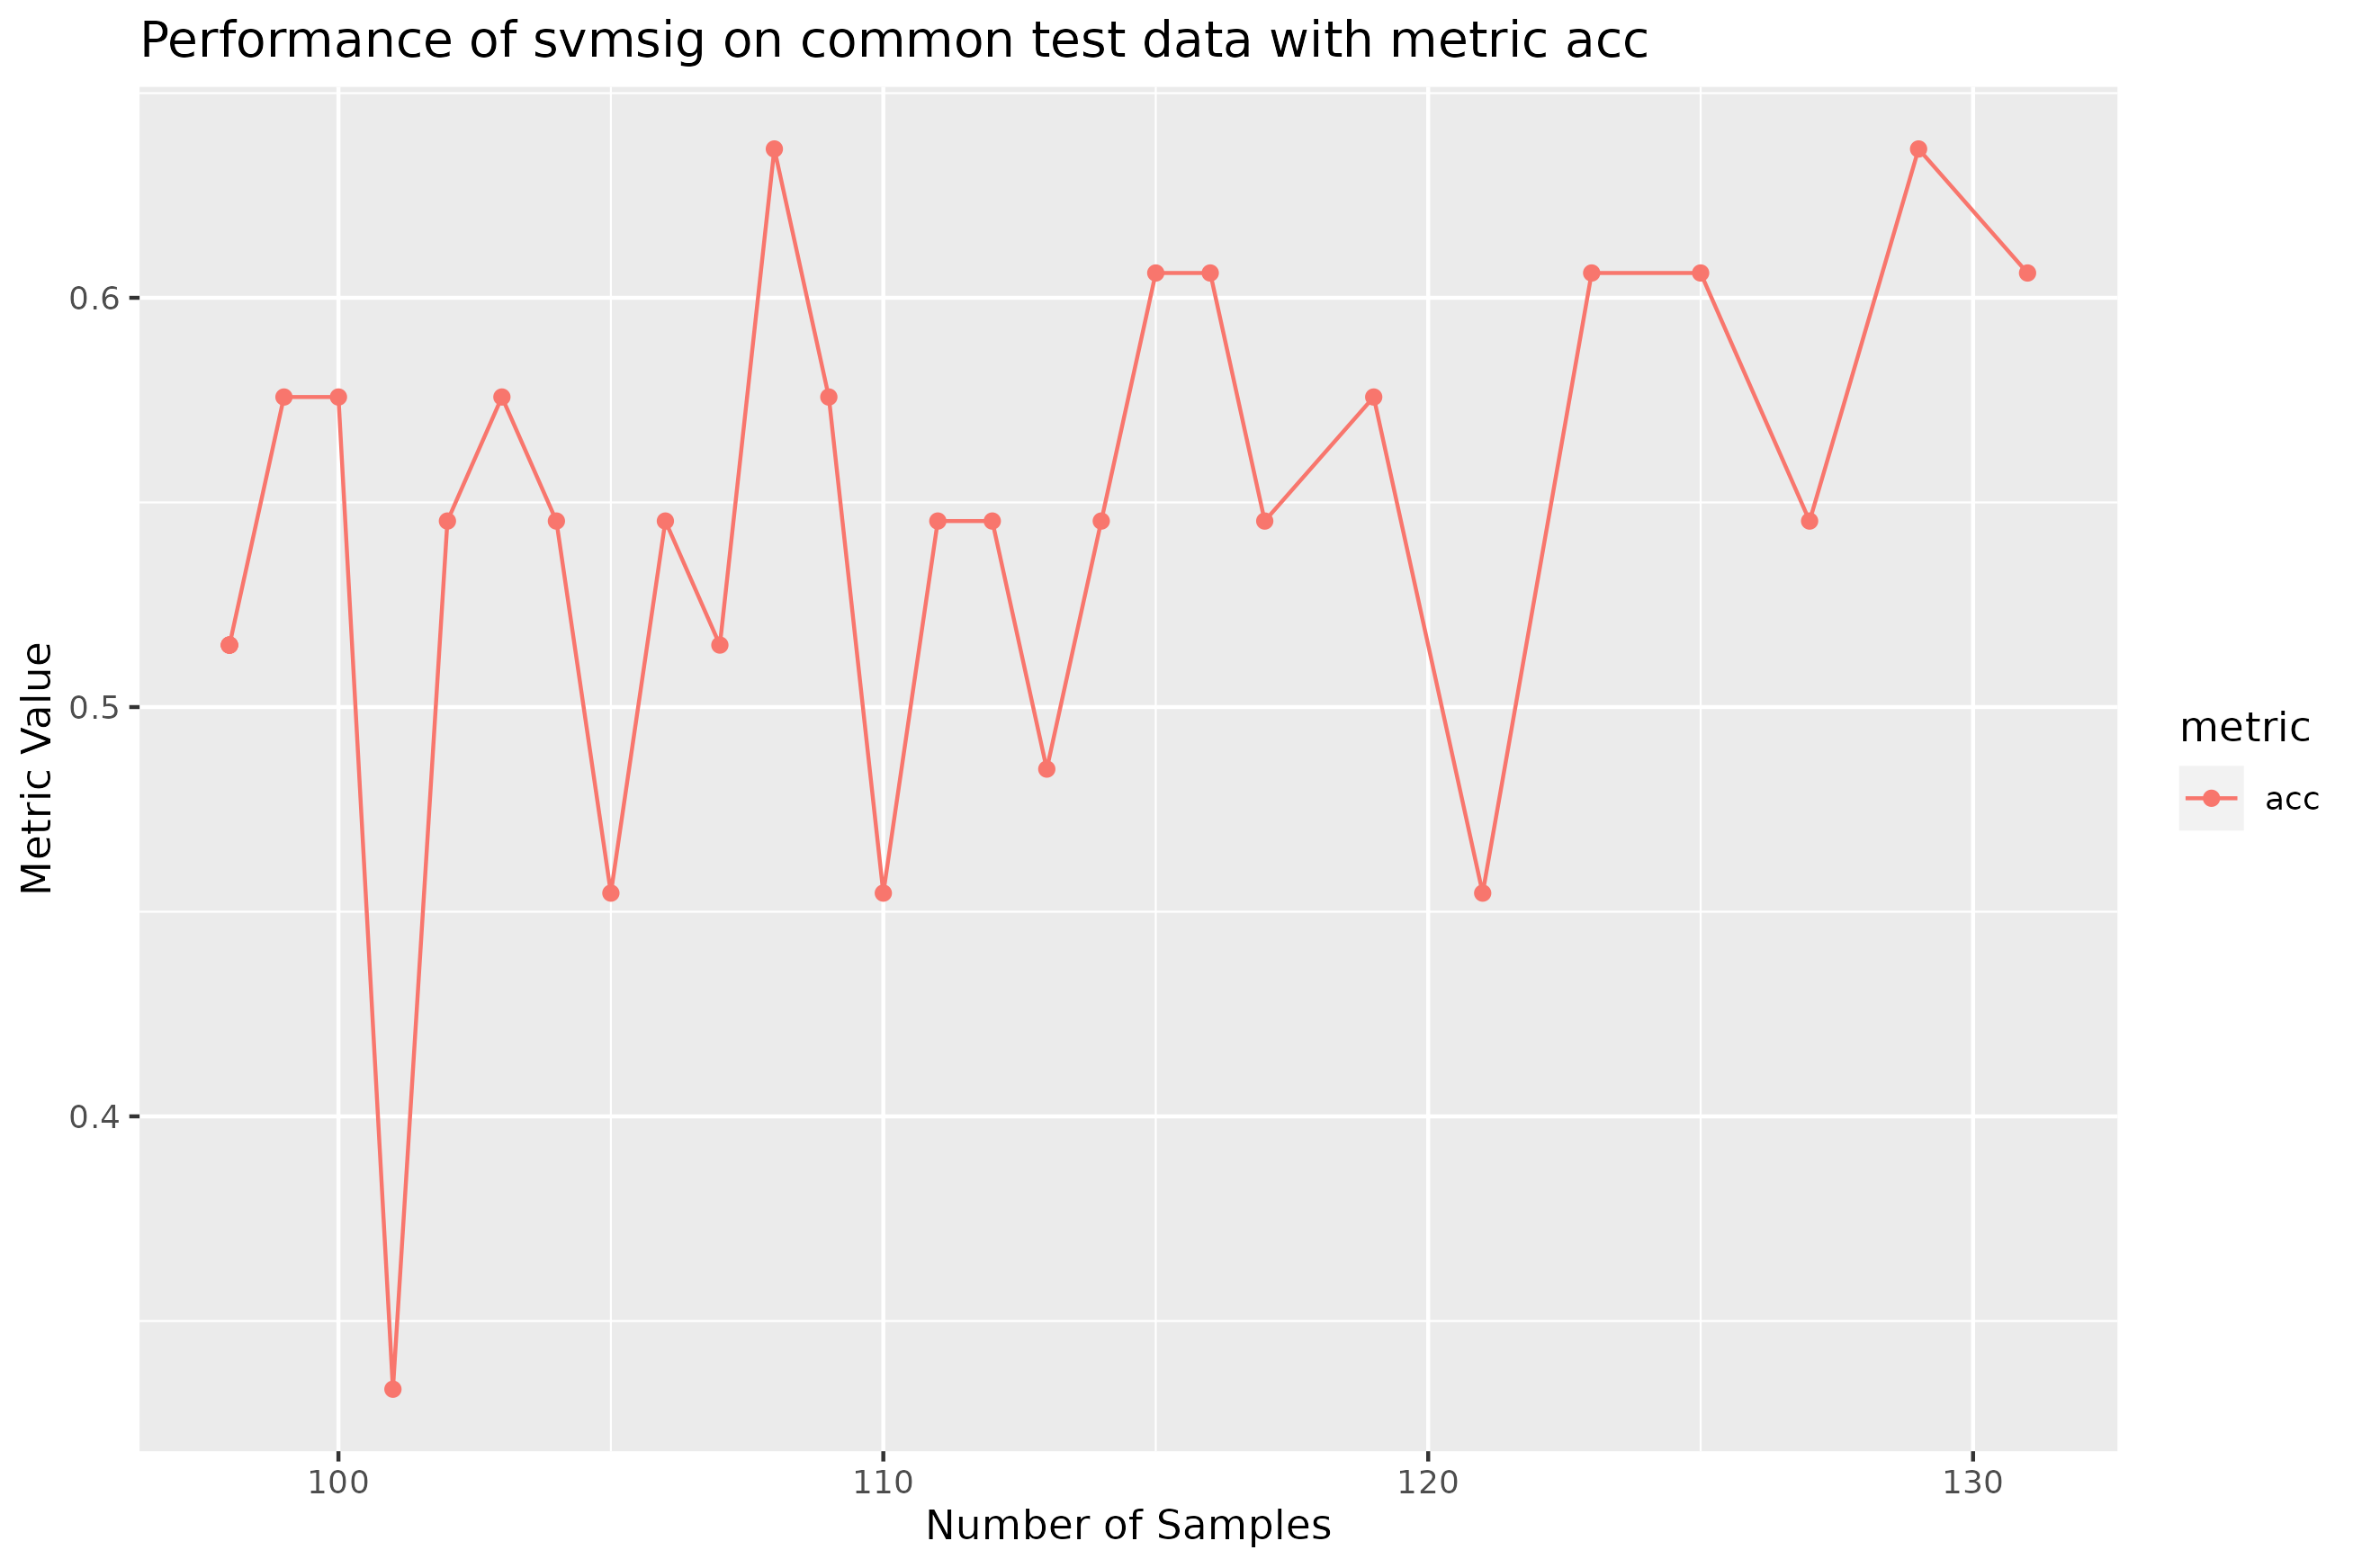 Performance of svmsig on common test data with metric acc
Metric Value
0.6
0.5
0.4
100
110
120
130
Number of Samples
metric
acc